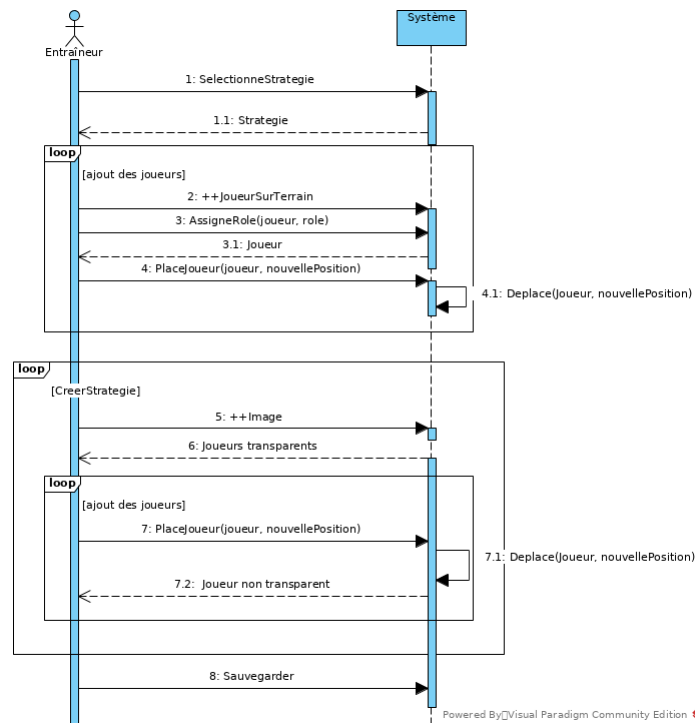 Système
Entraîneur
1: SelectionneStrategie
1.1: Strategie
loop
[ajout des joueurs]
2: ++JoueurSurTerrain
3: AssigneRole(joueur, role)
3.1: Joueur
4: PlaceJoueur(joueur, nouvellePosition)
4.1: Deplace(Joueur, nouvellePosition)
loop
[CreerStrategie]
5: ++Image
6: Joueurs transparents
loop
[ajout des joueurs]
7: PlaceJoueur(joueur, nouvellePosition)
7.1: Deplace(Joueur, nouvellePosition)
7.2: Joueur non transparent
8: Sauvegarder
Powered By Visual Paradigm Community Edition